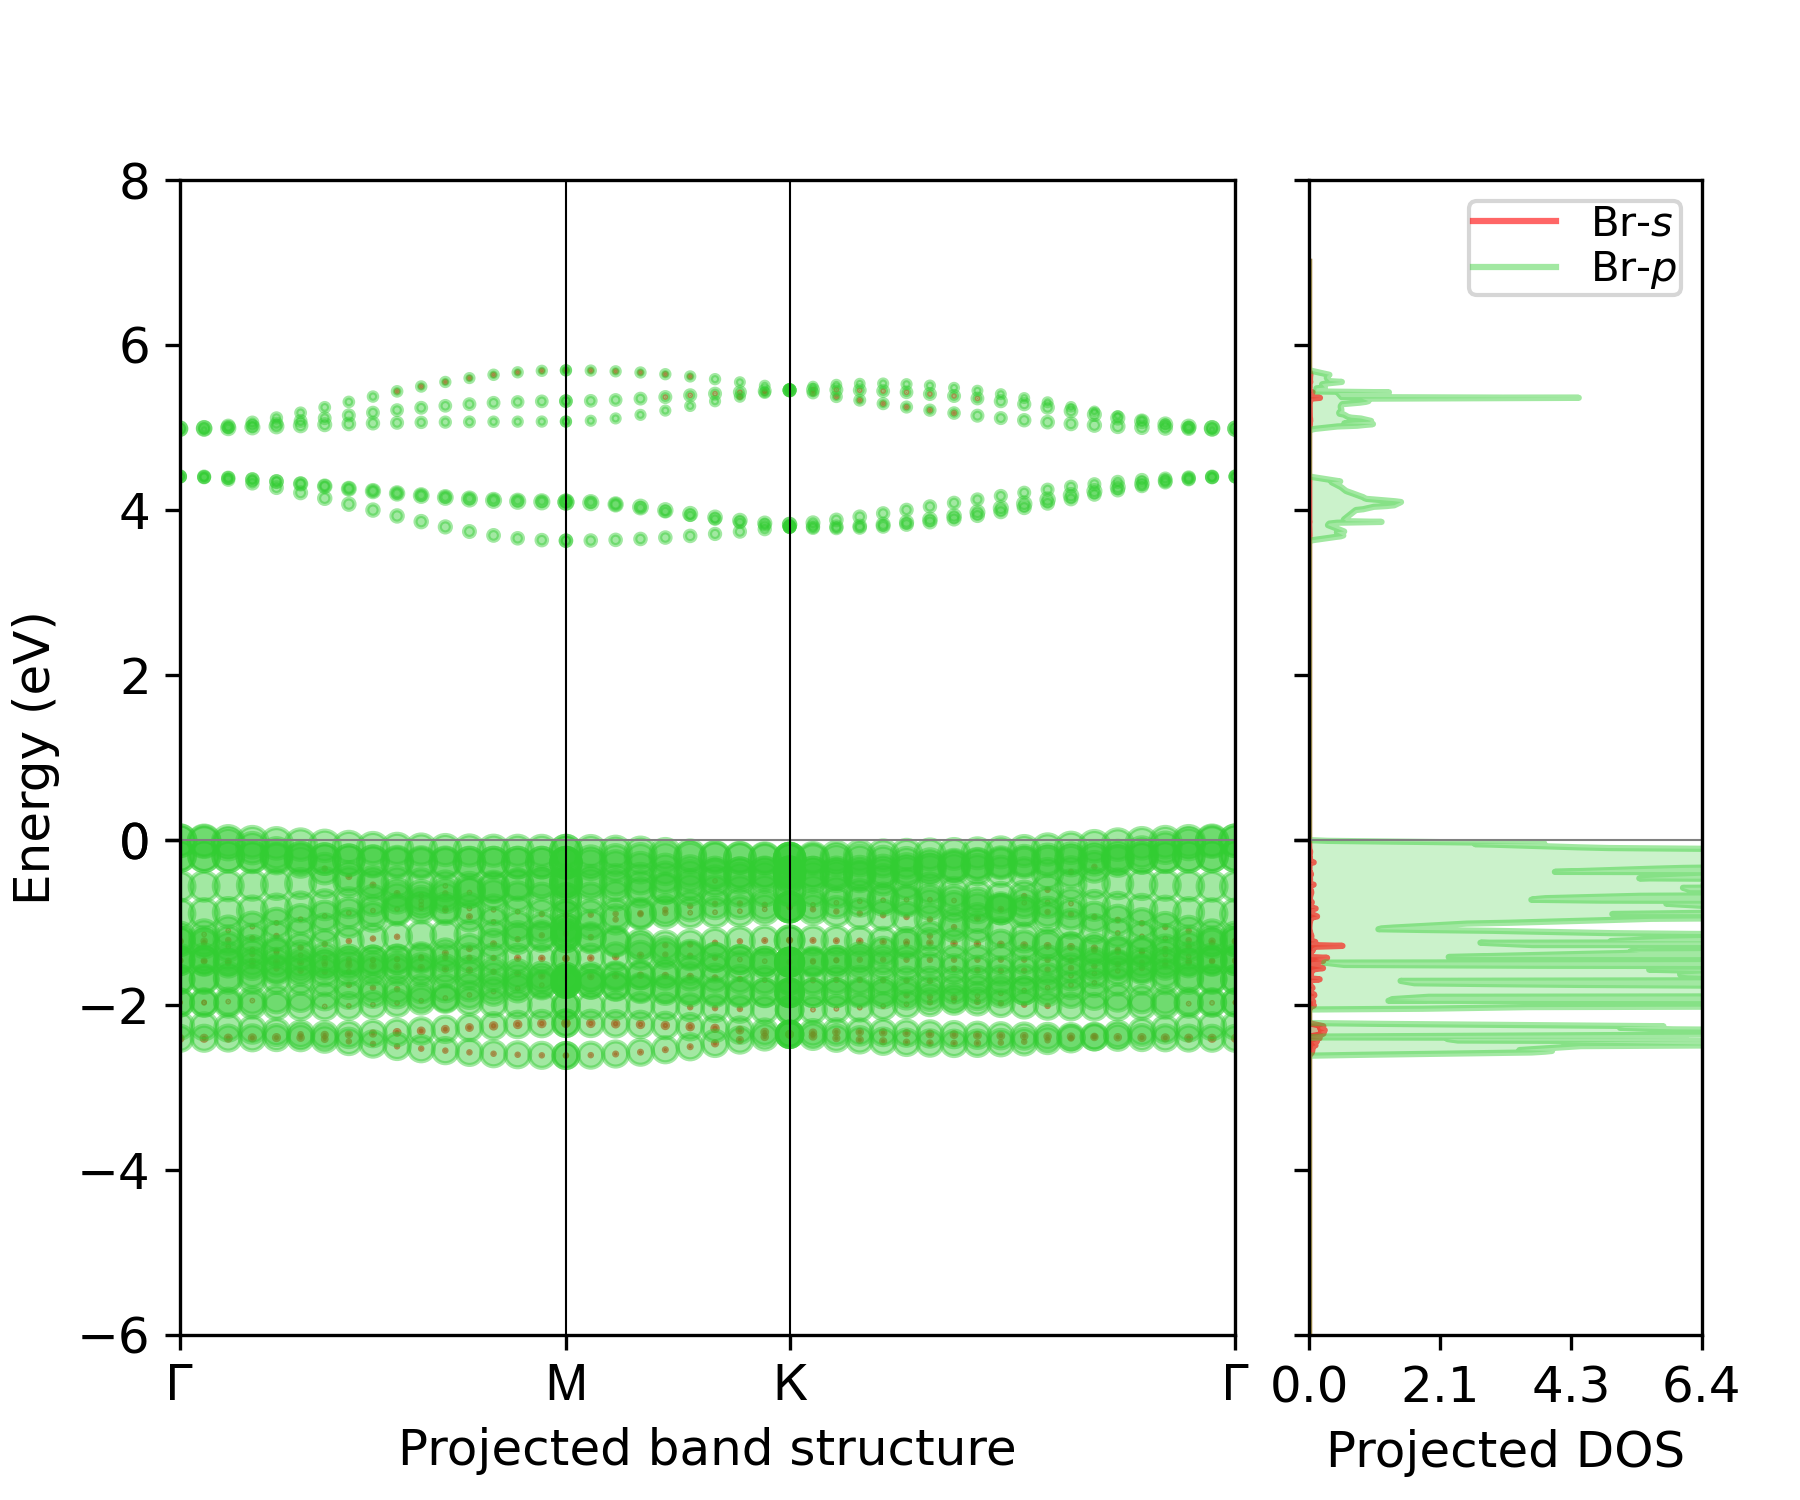 8
6
4
2
0
−2
−4
−6
Energy (eV)
Γ
M
K
Γ
Projected band structure
Br-s
Br-p
0.0
2.1
4.3
6.4
Projected DOS